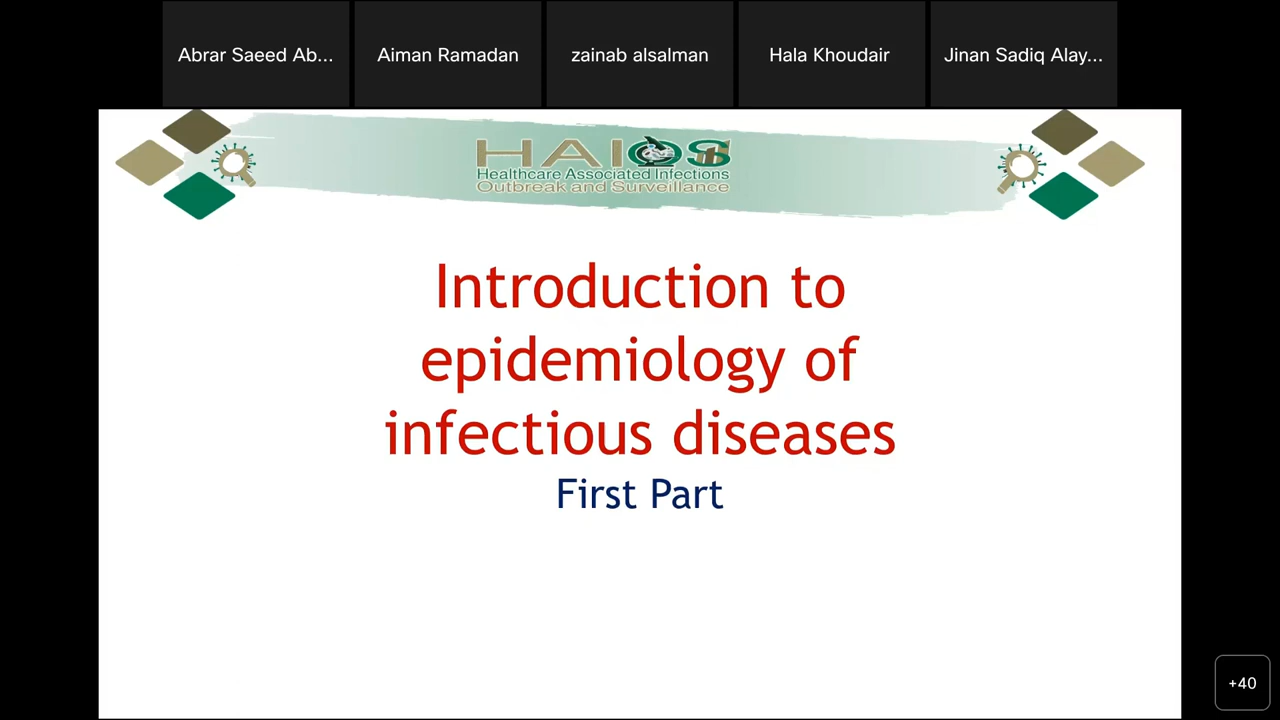 Abrar Saeed Ab...
Aiman Ramadan
zainab alsalman
Hala Khoudair
Jinan Sadiq Alay...
HAIOS
Healthcare Associated Infections
Outbreak and Surveillance
Introduction to
epidemiology of
infectious diseases
First Part
+40